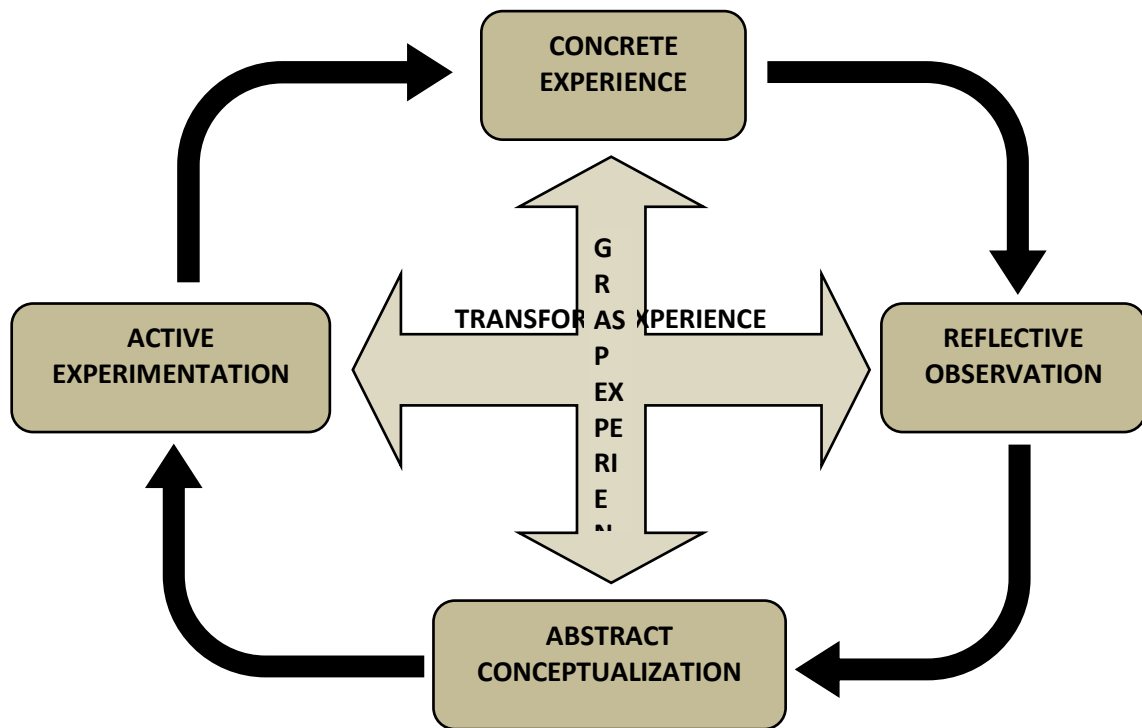 CONCRETE
EXPERIENCE
TRANSFOR XPERIENCE
G
R
AS
P
EX
PE
RI
E
N
ACTIVE
EXPERIMENTATION
REFLECTIVE
OBSERVATION
ABSTRACT
CONCEPTUALIZATION